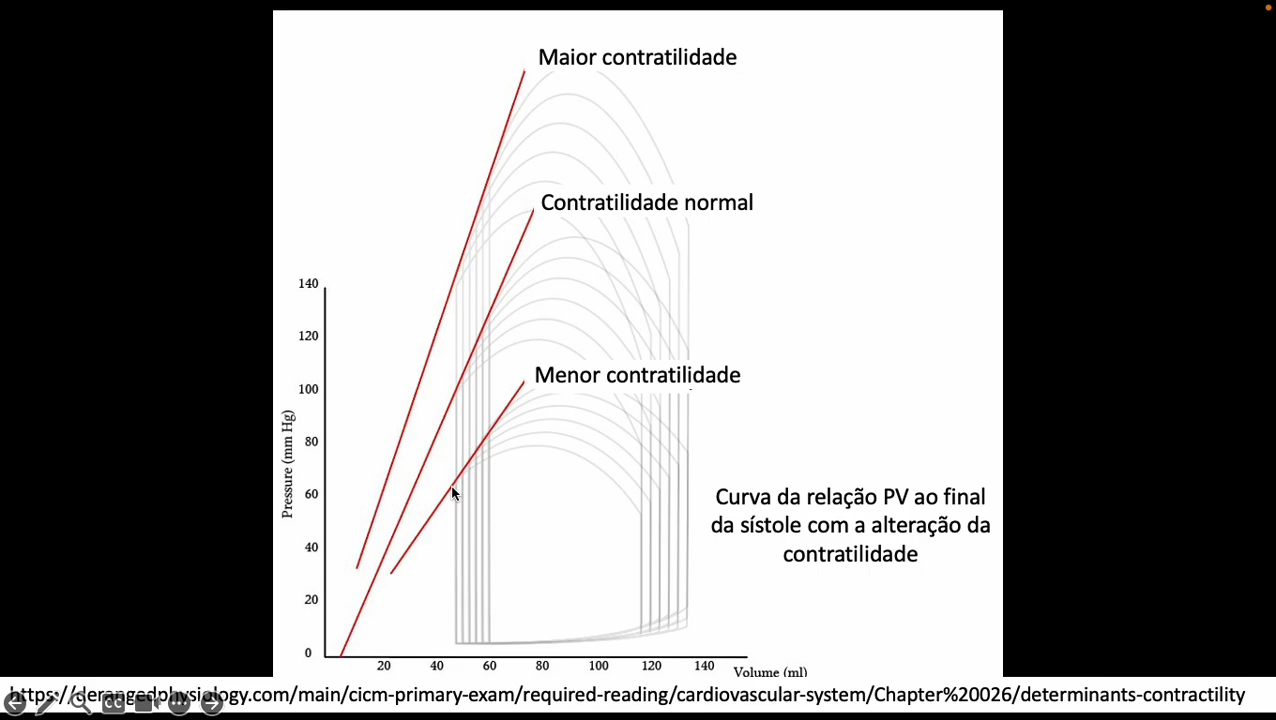 Maior contratilidade
Contratilidade normal
140
120
100
Menor contratilidade
80
60
40
20
0
Pressure (mm Hg)
Curva da relação PV ao final
da sístole com a alteração da
contratilidade
20 40 60 80 100 120 140
Volume (ml)
https://derangedphysiology.com/main/cicm-primary-exam/required-reading/cardiovascular-system/Chapter%20026/determinants-contractility
CC